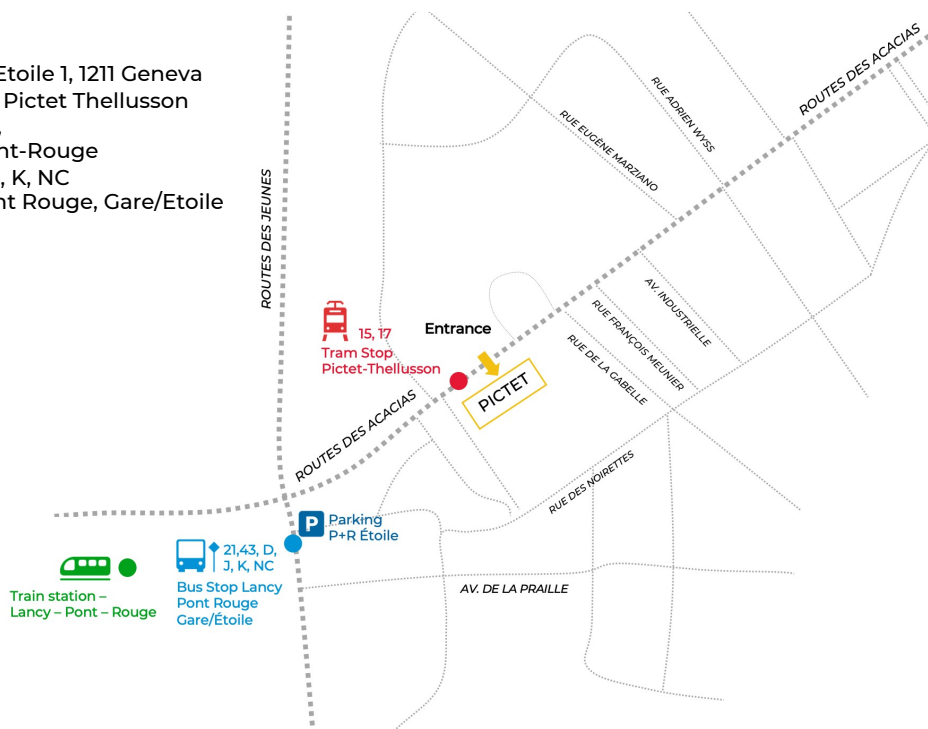 Etoile 1, 1211 Geneva
Pictet Thellusson
nt-Rouge
, K, NC
nt Rouge, Gare/Etoile
ROUTES DES JEUNES
ROUTES DES ACACIAS
RUE ADRIEN WYSS
RUE EUGÈNE MARZIANO
AV. INDUSTRIELLE
RUE FRANÇOIS MEUNIER
RUE DE LA GABELLE
15, 17
Tram Stop
Pictet-Thellusson
Entrance
PICTET
ROUTES DES ACACIAS
RUE DES NOIRETTES
P
Parking
P+R Étoile
21,43, D,
J, K, NC
Bus Stop Lancy
Pont Rouge
Gare/Étoile
Train station –
Lancy – Pont – Rouge
AV. DE LA PRAILLE